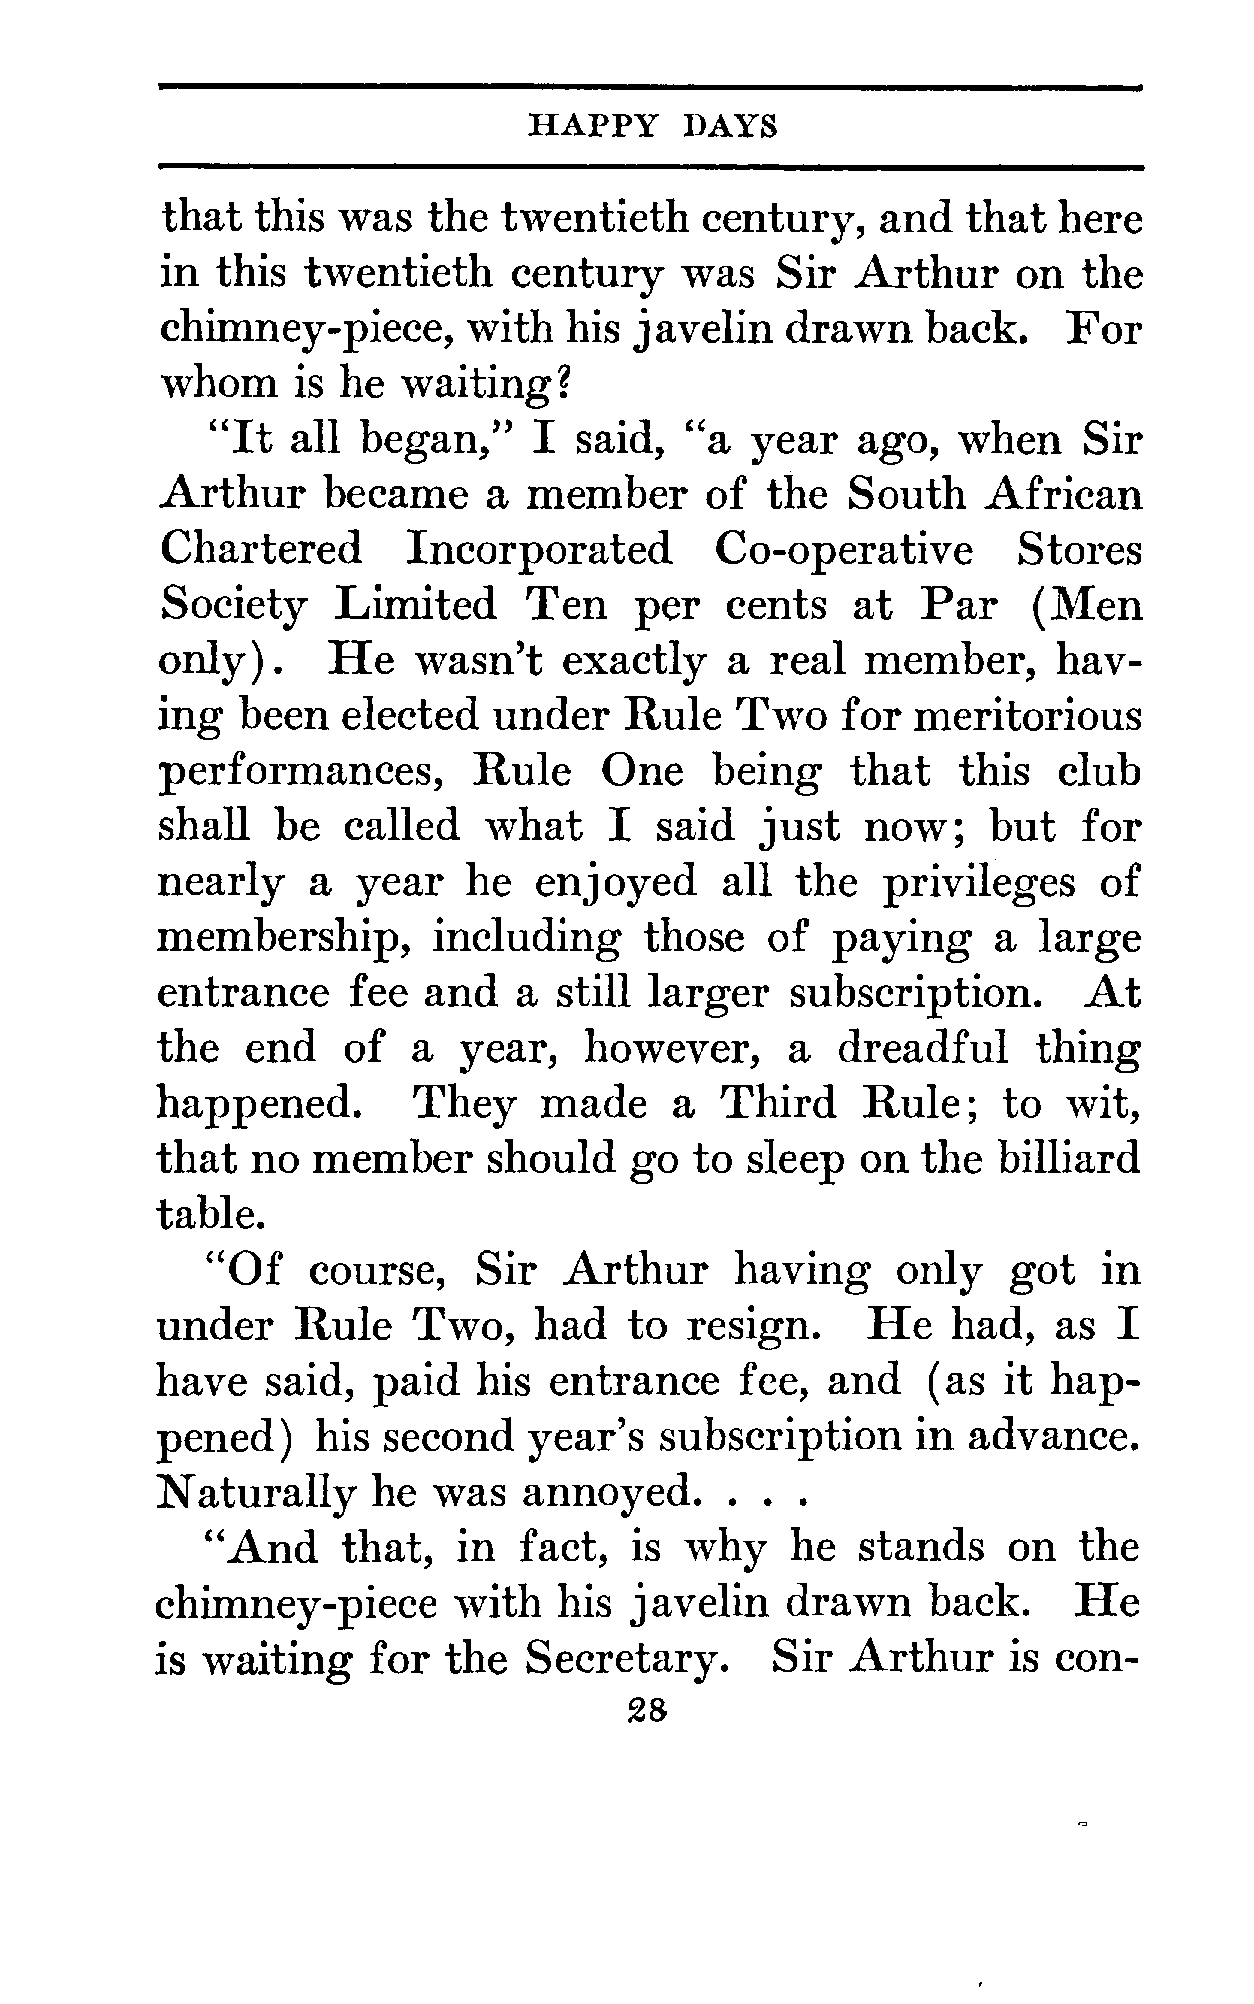 HAPPY DAYS
that this was the twentieth century, and that here
in this twentieth century was Sir Arthur on the
chimney-piece, with his javelin drawn back. For
whom is he waiting?
"It all began," I said, "a year ago, when Sir
Arthur became a member of the South African
Chartered Incorporated Co-operative Stores
Society Limited Ten per cents at Par (Men
only). He wasn't exactly a real member, hav-
ing been elected under Rule Two for meritorious
performances, Rule One being that this club
shall be called what I said just now; but for
nearly a year he enjoyed all the privileges of
membership, including those of paying a large
entrance fee and a still larger subscription. At
the end of a year, however, a dreadful thing
happened. They made a Third Rule; to wit,
that no member should go to sleep on the billiard
table.
"Of course, Sir Arthur having only got in
under Rule Two, had to resign. He had, as I
have said, paid his entrance fee, and (as it hap-
pened) his second year's subscription in advance.
Naturally he was annoyed. . . .
"And that, in fact, is why he stands on the
chimney-piece with his javelin drawn back. He
is waiting for the Secretary. Sir Arthur is con-
28